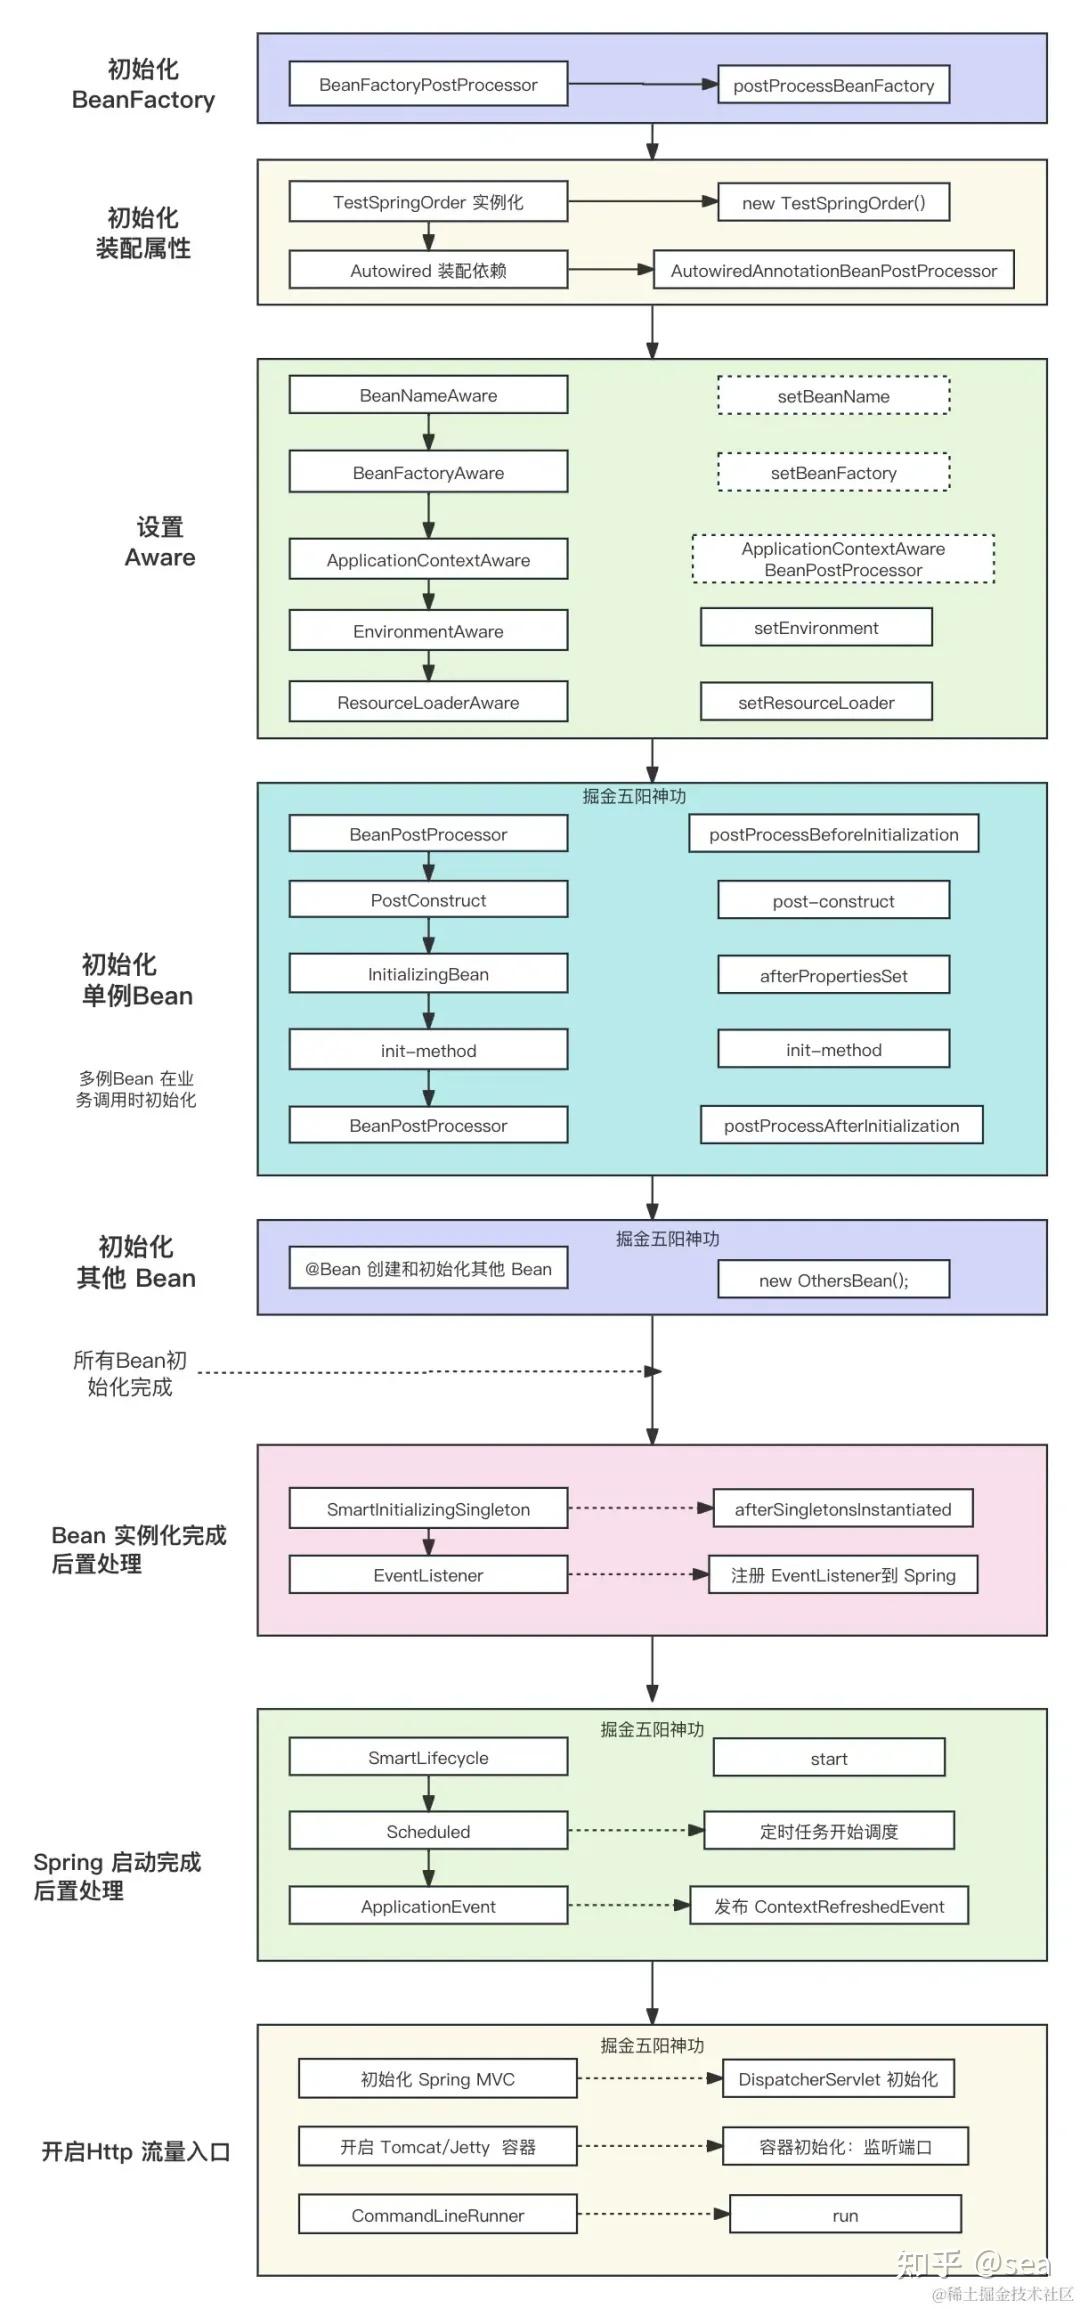 初始化
BeanFactory
BeanFactoryPostProcessor
postProcessBeanFactory
初始化
装配属性
TestSpringOrder 实例化
new TestSpringOrder()
Autowired 装配依赖
AutowiredAnnotationBeanPostProcessor
设置
Aware
BeanNameAware
setBeanName
BeanFactoryAware
setBeanFactory
ApplicationContextAware
ApplicationContextAware
BeanPostProcessor
EnvironmentAware
setEnvironment
ResourceLoaderAware
setResourceLoader
掘金五阳神功
初始化
单例Bean
多例Bean 在业
务调用时初始化
BeanPostProcessor
postProcessBeforeInitialization
PostConstruct
post-construct
InitializingBean
afterPropertiesSet
init-method
init-method
BeanPostProcessor
postProcessAfterInitialization
初始化
其他 Bean
掘金五阳神功
@Bean 创建和初始化其他 Bean
new OthersBean();
所有Bean初
始化完成
Bean 实例化完成
后置处理
SmartInitializingSingleton
afterSingletonsInstantiated
EventListener
注册 EventListener到 Spring
Spring 启动完成
后置处理
掘金五阳神功
SmartLifecycle
start
Scheduled
定时任务开始调度
ApplicationEvent
发布 ContextRefreshedEvent
开启Http 流量入口
掘金五阳神功
初始化 Spring MVC
DispatcherServlet 初始化
开启 Tomcat/Jetty 容器
容器初始化：监听端口
CommandLineRunner
run
知乎 @sea
@稀土掘金技术社区